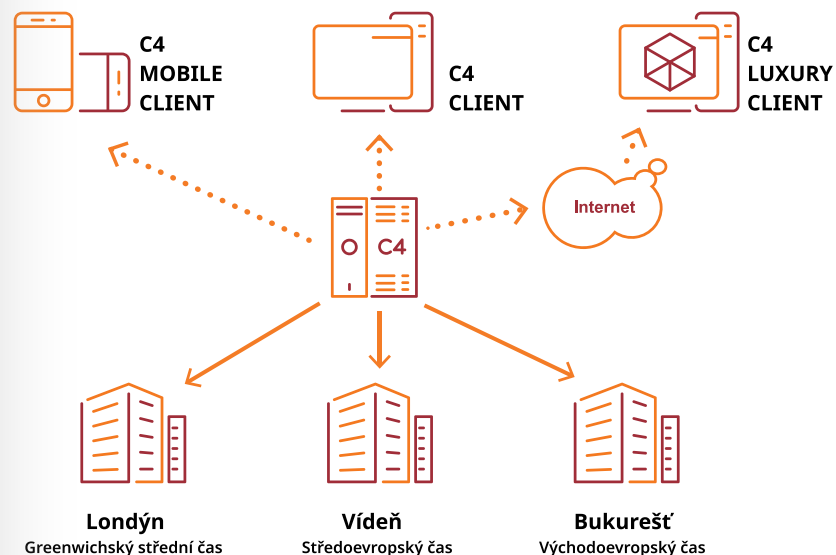 C4
MOBILE
CLIENT
C4
CLIENT
C4
LUXURY
CLIENT
Internet
C4
Londýn
Greenwichský střední čas
Vídeň
Středoevropský čas
Bukurešť
Východoevropský čas